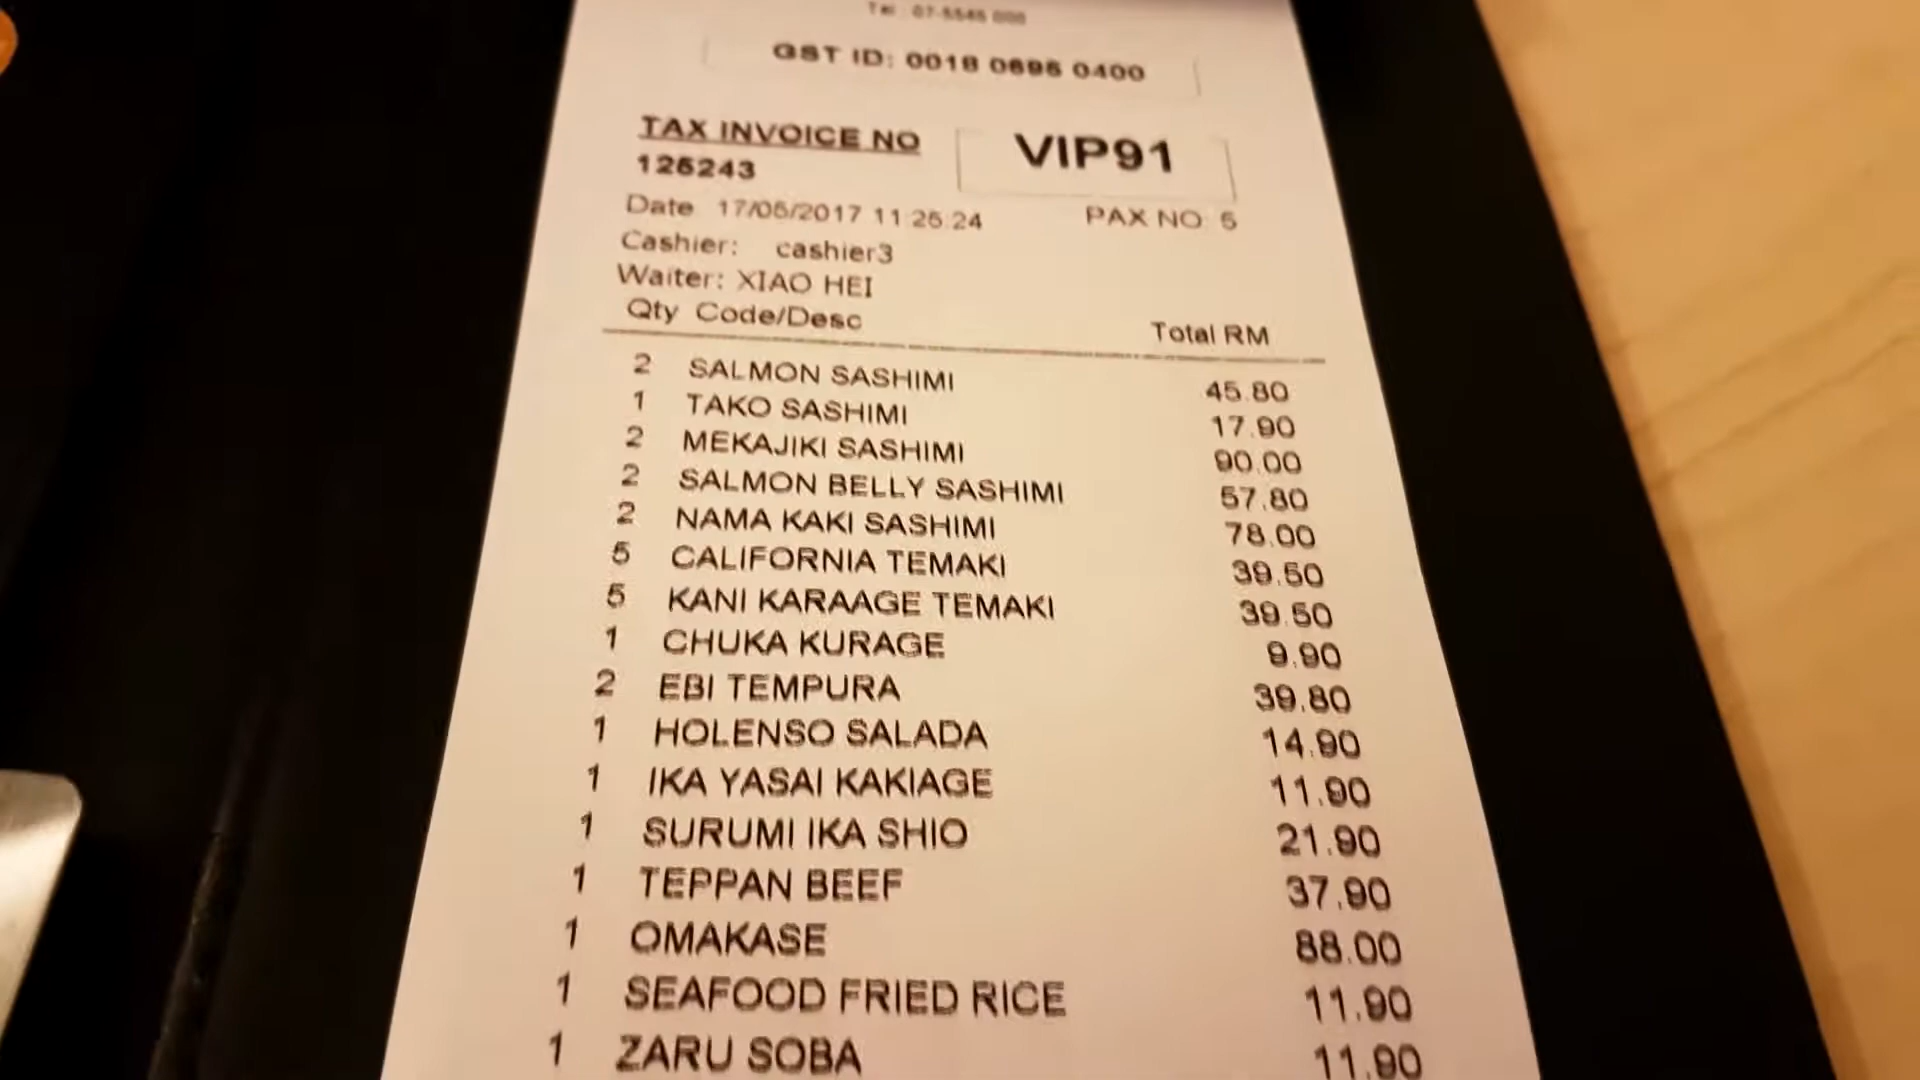 Tel : 07-5545 000
GST ID: 0018 0695 0400
TAX INVOICE NO
125243
VIP91
Date 17/05/2017 11:25:24 PAX NO: 5
Cashier: cashier3
Waiter: XIAO HEI
Qty Code/Desc Total RM
2 SALMON SASHIMI 45.80
1 TAKO SASHIMI 17.90
2 MEKAJIKI SASHIMI 90.00
2 SALMON BELLY SASHIMI 57.80
2 NAMA KAKI SASHIMI 78.00
5 CALIFORNIA TEMAKI 39.50
5 KANI KARAAGE TEMAKI 39.50
1 CHUKA KURAGE 9.90
2 EBI TEMPURA 39.80
1 HOLENSO SALADA 14.90
1 IKA YASAI KAKIAGE 11.90
1 SURUMI IKA SHIO 21.90
1 TEPPAN BEEF 37.90
1 OMAKASE 88.00
1 SEAFOOD FRIED RICE 11.90
1 ZARU SOBA 11.90